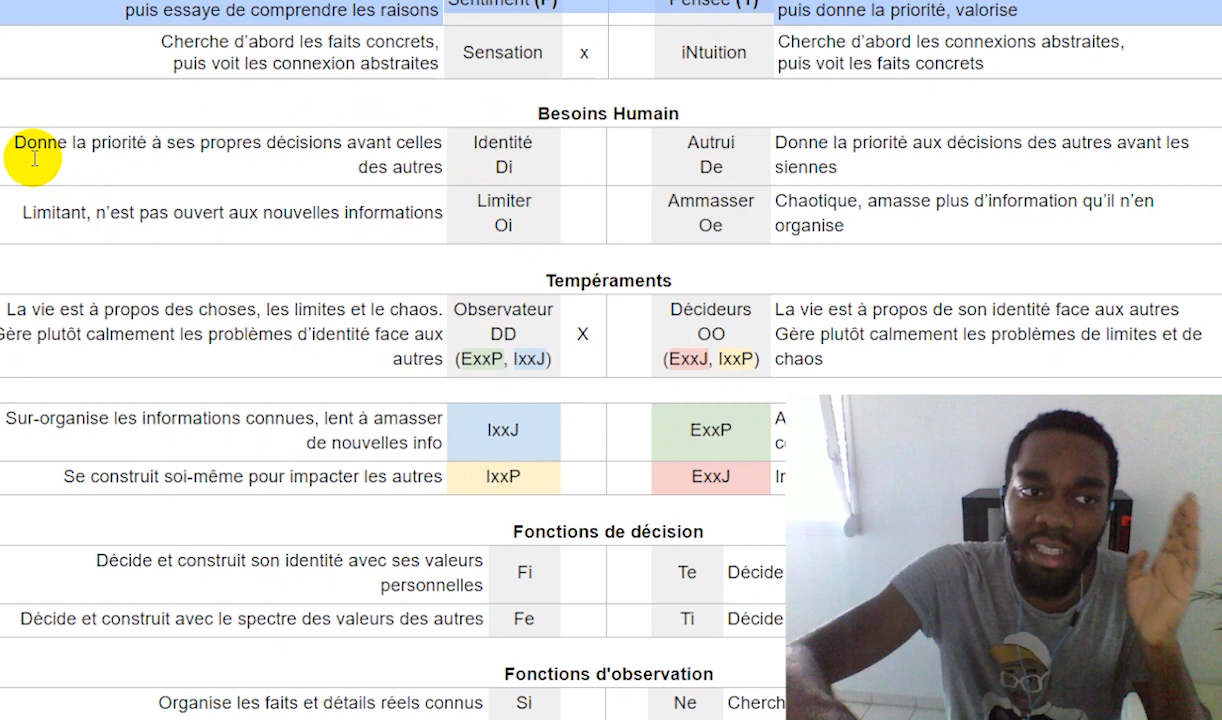 puis essaye de comprendre les raisons
Sentiment (F)
Pensée (T)
puis donne la priorité, valorise
Cherche d’abord les faits concrets,
puis voit les connexion abstraites
Sensation
x
iNtuition
Cherche d’abord les connexions abstraites,
puis voit les faits concrets
Besoins Humain
Donne la priorité à ses propres décisions avant celles
des autres
Identité
Di
Autrui
De
Donne la priorité aux décisions des autres avant les
siennes
Limitant, n’est pas ouvert aux nouvelles informations
Limiter
Oi
Ammasser
Oe
Chaotique, amasse plus d’information qu’il n’en
organise
Tempéraments
La vie est à propos des choses, les limites et le chaos.
Gère plutôt calmement les problèmes d’identité face aux
autres
Observateur
DD
(ExxP, IxxJ)
X
Décideurs
OO
(ExxJ, IxxP)
La vie est à propos de son identité face aux autres
Gère plutôt calmement les problèmes de limites et de
chaos
Sur-organise les informations connues, lent à amasser
de nouvelles info
IxxJ
ExxP
Se construit soi-même pour impacter les autres
IxxP
ExxJ
Fonctions de décision
Décide et construit son identité avec ses valeurs
personnelles
Fi
Te
Décide
Décide et construit avec le spectre des valeurs des autres
Fe
Ti
Décide
Fonctions d'observation
Organise les faits et détails réels connus
Si
Ne
Cherch